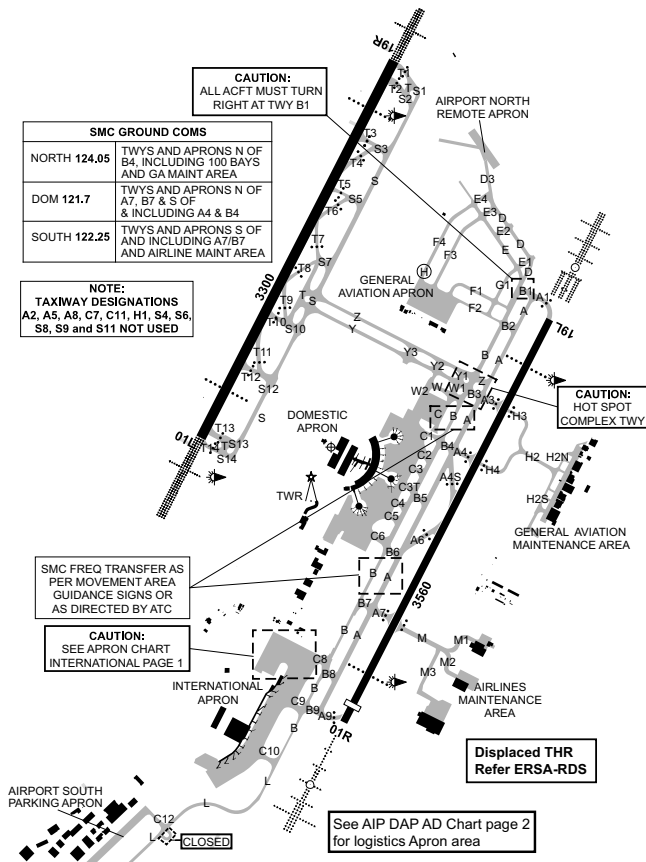 19R
CAUTION:
ALL ACFT MUST TURN
RIGHT AT TWY B1
T1
T2
T
S1
S2
AIRPORT NORTH
REMOTE APRON
SMC GROUND COMS
NORTH 124.05
TWYS AND APRONS N OF
B4, INCLUDING 100 BAYS
AND GA MAINT AREA
DOM 121.7
TWYS AND APRONS N OF
A7, B7 & S OF
& INCLUDING A4 & B4
SOUTH 122.25
TWYS AND APRONS S OF
AND INCLUDING A7/B7
AND AIRLINE MAINT AREA
T3
S3
T4
S
T5
S5
T6
T7
S7
T8
D3
E4
E3
D
E2
F4
F3
E
D
E1
D
H
G1
B1
A1
GENERAL
AVIATION APRON
F1
F2
A
B2
19L
NOTE:
TAXIWAY DESIGNATIONS
A2, A5, A8, C7, C11, H1, S4, S6,
S8, S9 and S11 NOT USED
3300
T
S
T9
T10
S10
Z
Y
Y3
Y2
B
A
T11
T12
S12
S
Y1
Z
W
W1
W2
B3
A3
CAUTION:
HOT SPOT
COMPLEX TWY
C
B
A
H3
DOMESTIC
APRON
01L
T13
T14
T
S13
S14
C1
B4
A4
C2
H2
H2N
C3
H4
A4S
C3T
B5
H2S
TWR
C4
C5
GENERAL AVIATION
MAINTENANCE AREA
C6
A6
B6
SMC FREQ TRANSFER AS
PER MOVEMENT AREA
GUIDANCE SIGNS OR
AS DIRECTED BY ATC
B
A
3560
B7
A7
CAUTION:
SEE APRON CHART
INTERNATIONAL PAGE 1
B
A
M
M1
M2
M3
C8
B8
INTERNATIONAL
APRON
B
AIRLINES
MAINTENANCE
AREA
C9
B9
A9
B
01R
C10
Displaced THR
Refer ERSA-RDS
L
AIRPORT SOUTH
PARKING APRON
L
C12
L
CLOSED
See AIP DAP AD Chart page 2
for logistics Apron area